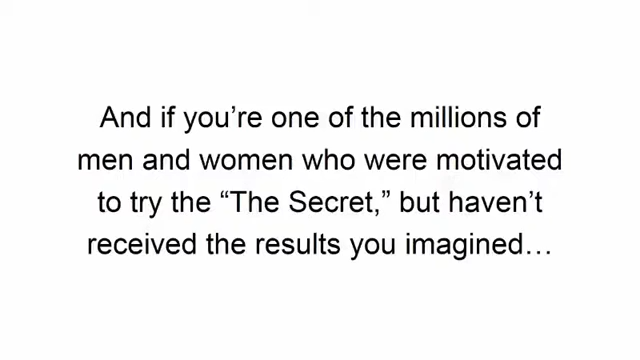 And if you’re one of the millions of
men and women who were motivated
to try the “The Secret,” but haven’t
received the results you imagined…